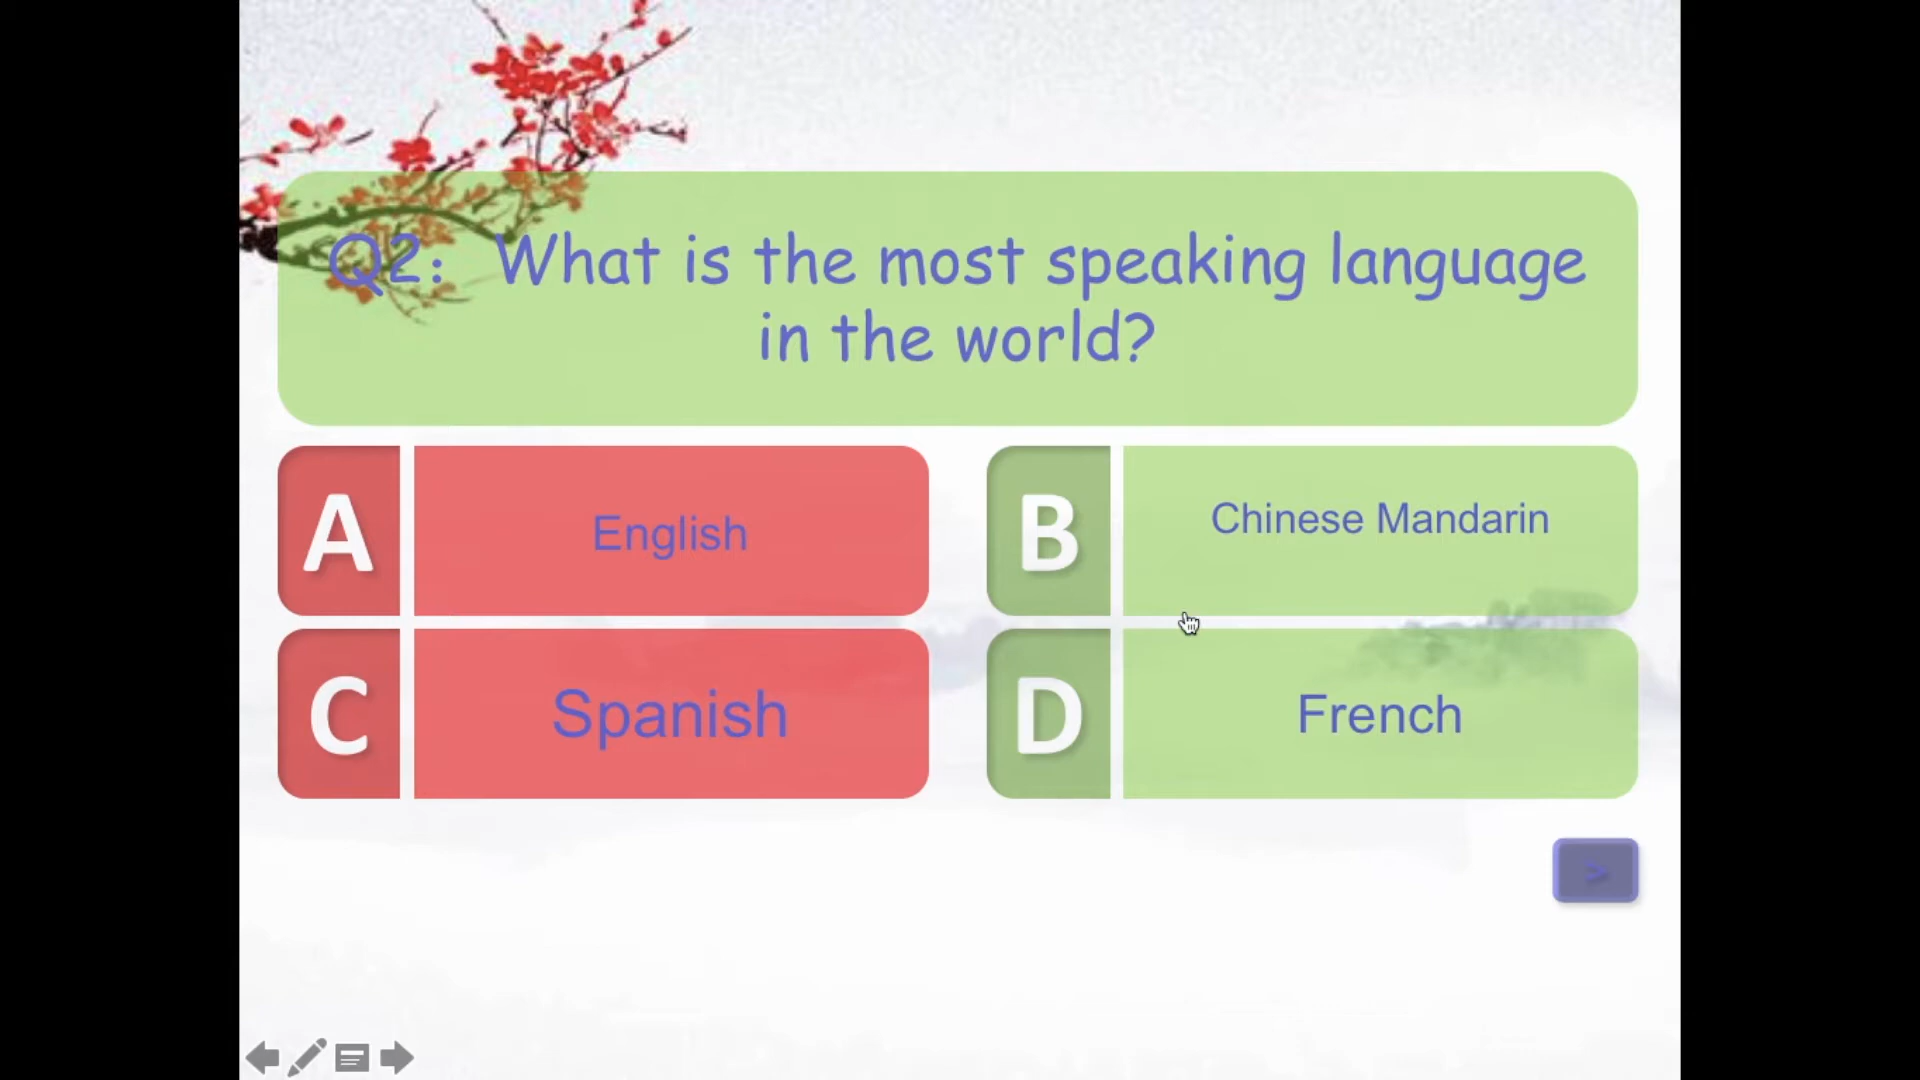 Q2: What is the most speaking language
in the world?
A English
B Chinese Mandarin
C Spanish
D French
>